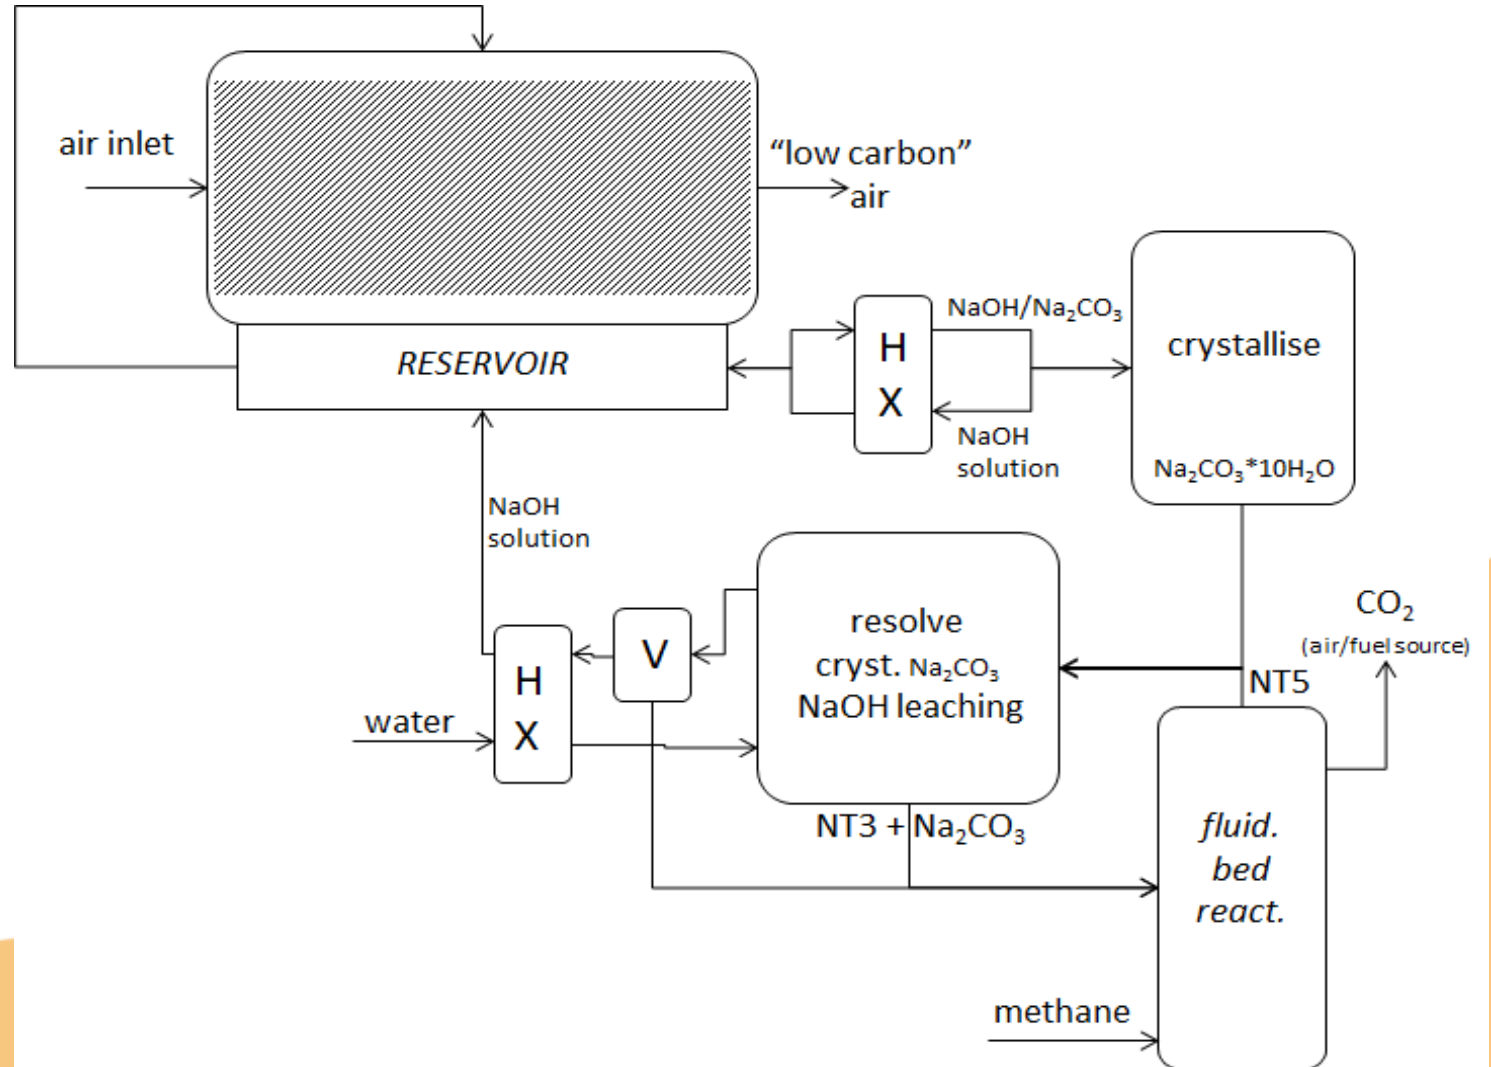 air inlet
“low carbon”
air
RESERVOIR
H
X
NaOH/Na₂CO₃
NaOH
solution
crystallise
Na₂CO₃*10H₂O
NaOH
solution
H
X
V
water
resolve
cryst. Na₂CO₃
NaOH leaching
NT3 + Na₂CO₃
NT5
CO₂
(air/fuel source)
fluid.
bed
react.
methane